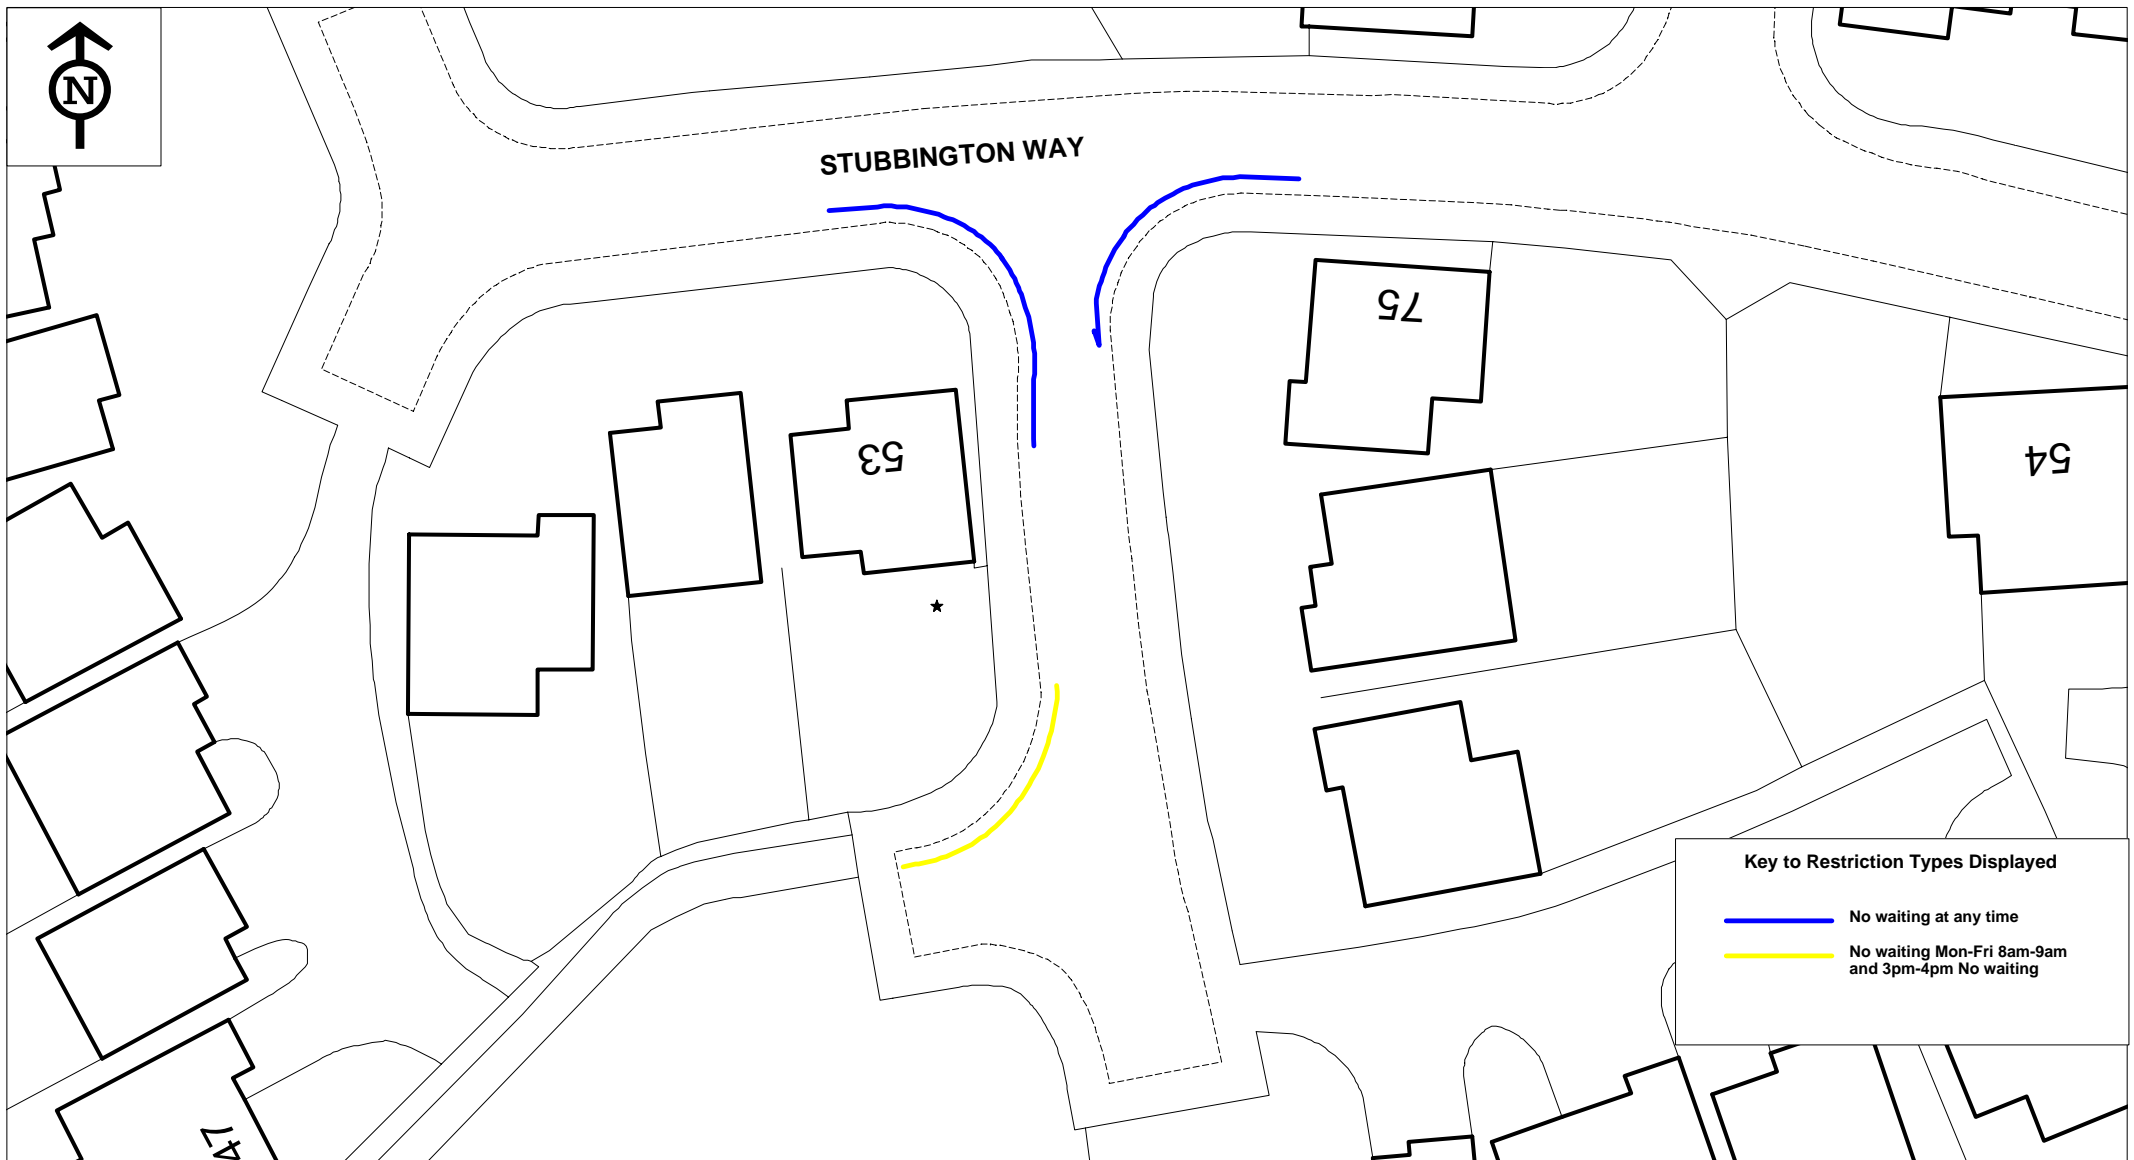 N
STUBBINGTON WAY
75
53
54
47
Key to Restriction Types Displayed
No waiting at any time
No waiting Mon-Fri 8am-9am
and 3pm-4pm No waiting